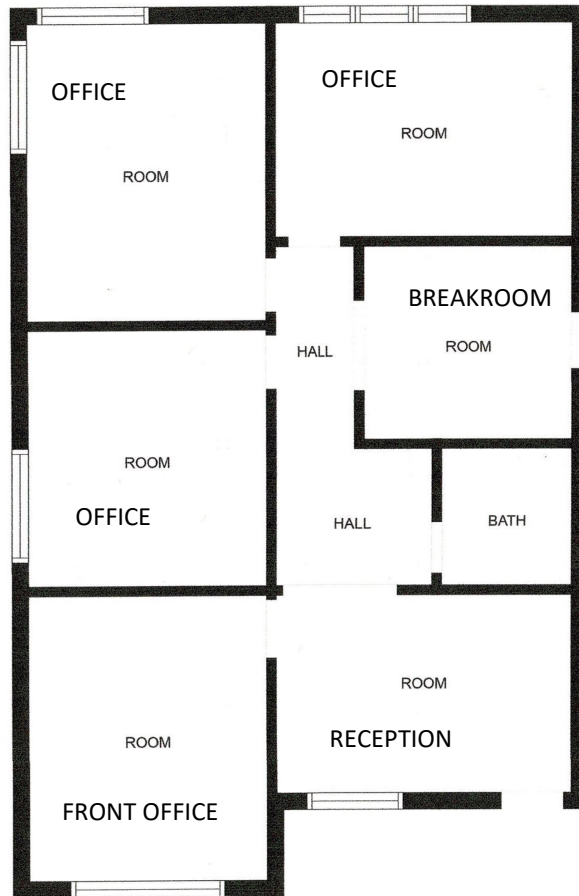 OFFICE
ROOM
OFFICE
ROOM
BREAKROOM
ROOM
HALL
ROOM
OFFICE
HALL
BATH
ROOM
RECEPTION
ROOM
FRONT OFFICE